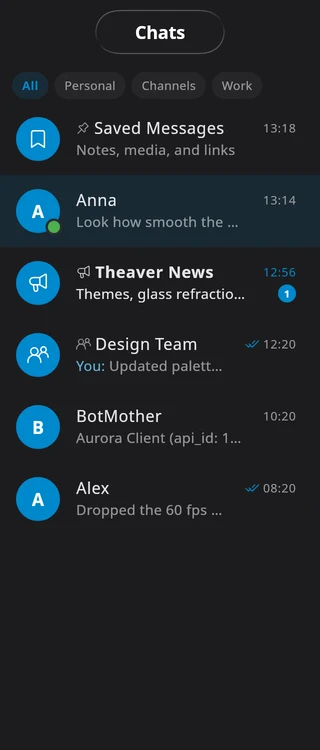 Chats
All Personal Channels Work
Saved Messages 13:18
Notes, media, and links
A Anna 13:14
Look how smooth the ...
Theaver News 12:56
Themes, glass refractio... 1
Design Team 12:20
You: Updated palett...
B BotMother 10:20
Aurora Client (api_id: 1...
A Alex 08:20
Dropped the 60 fps ...